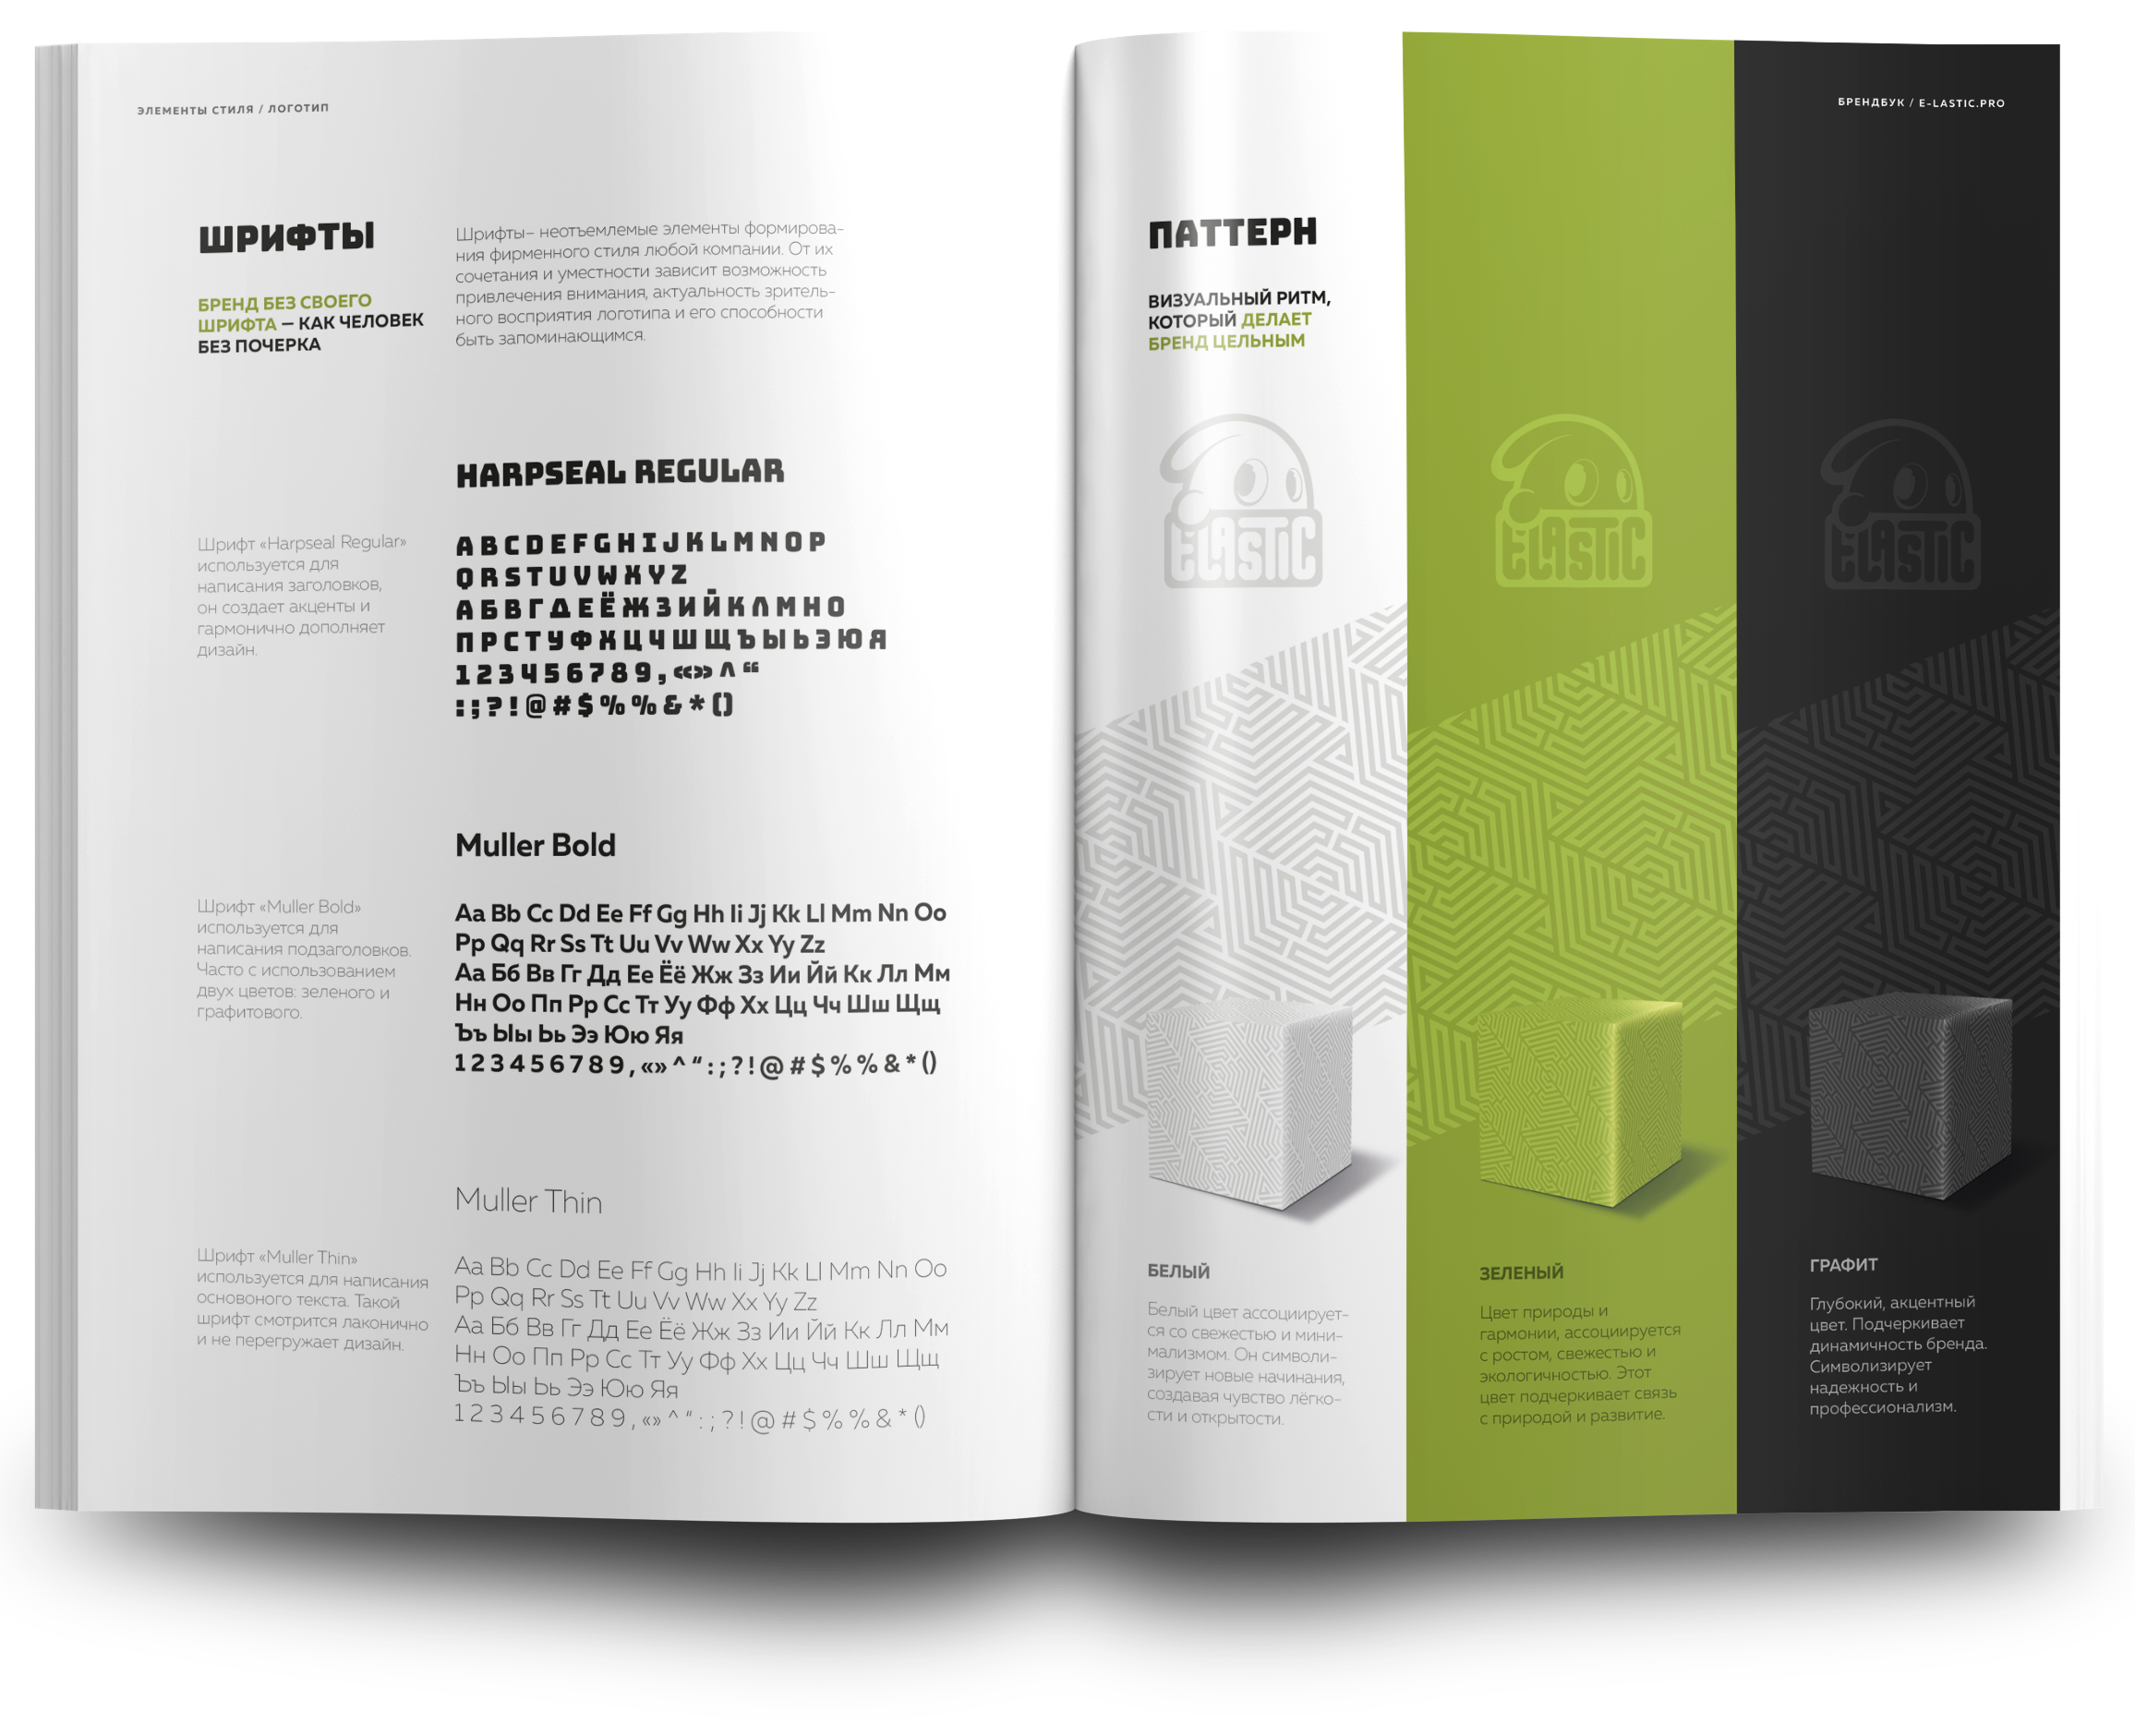 ЭЛЕМЕНТЫ СТИЛЯ / ЛОГОТИП
ШРИФТЫ
БРЕНД БЕЗ СВОЕГО
ШРИФТА – КАК ЧЕЛОВЕК
БЕЗ ПОЧЕРКА
Шрифты– неотъемлемые элементы формирова-
ния фирменного стиля любой компании. От их
сочетания и уместности зависит возможность
привлечения внимания, актуальность зритель-
ного восприятия логотипа и его способности
быть запоминающимся.
HARPSEAL REGULAR
Шрифт «Harpseal Regular»
используется для
написания заголовков,
он создает акценты и
гармонично дополняет
дизайн.
A B C D E F G H I J K L M N O P
Q R S T U V W X Y Z
А Б В Г Д Е Ё Ж З И Й К Л М Н О
П Р С Т У Ф Х Ц Ч Ш Щ Ъ Ы Ь Э Ю Я
1 2 3 4 5 6 7 8 9 , «» ^ “
: ; ? ! @ # $ % % & * ()
Muller Bold
Шрифт «Muller Bold»
используется для
написания подзаголовков.
Часто с использованием
двух цветов: зеленого и
графитового.
Aa Bb Cc Dd Ee Ff Gg Hh Ii Jj Kk Ll Mm Nn Oo
Pp Qq Rr Ss Tt Uu Vv Ww Xx Yy Zz
Аа Бб Вв Гг Дд Ее Ёё Жж Зз Ии Йй Кк Лл Мм
Нн Оо Пп Рр Сс Тт Уу Фф Хх Цц Чч Шш Щщ
Ъъ Ыы Ьь Ээ Юю Яя
1 2 3 4 5 6 7 8 9 , «» ^ “ : ; ? ! @ # $ % % & * ()
Muller Thin
Шрифт «Muller Thin»
используется для написания
основоного текста. Такой
шрифт смотрится лаконично
и не перегружает дизайн.
Aa Bb Cc Dd Ee Ff Gg Hh Ii Jj Kk Ll Mm Nn Oo
Pp Qq Rr Ss Tt Uu Vv Ww Xx Yy Zz
Аа Бб Вв Гг Дд Ее Ёё Жж Зз Ии Йй Кк Лл Мм
Нн Оо Пп Рр Сс Тт Уу Фф Хх Цц Чч Шш Щщ
Ъъ Ыы Ьь Ээ Юю Яя
1 2 3 4 5 6 7 8 9 , «» ^ “ : ; ? ! @ # $ % % & * ()
БРЕНДБУК / E-LASTIC.PRO
ПАТТЕРН
ВИЗУАЛЬНЫЙ РИТМ,
КОТОРЫЙ ДЕЛАЕТ
БРЕНД ЦЕЛЬНЫМ
ELASTIC
ELASTIC
ELASTIC
БЕЛЫЙ
Белый цвет ассоциирует-
ся со свежестью и мини-
мализмом. Он символи-
зирует новые начинания,
создавая чувство лёгко-
сти и открытости.
ЗЕЛЕНЫЙ
Цвет природы и
гармонии, ассоциируется
с ростом, свежестью и
экологичностью. Этот
цвет подчеркивает связь
с природой и развитие.
ГРАФИТ
Глубокий, акцентный
цвет. Подчеркивает
динамичность бренда.
Символизирует
надежность и
профессионализм.